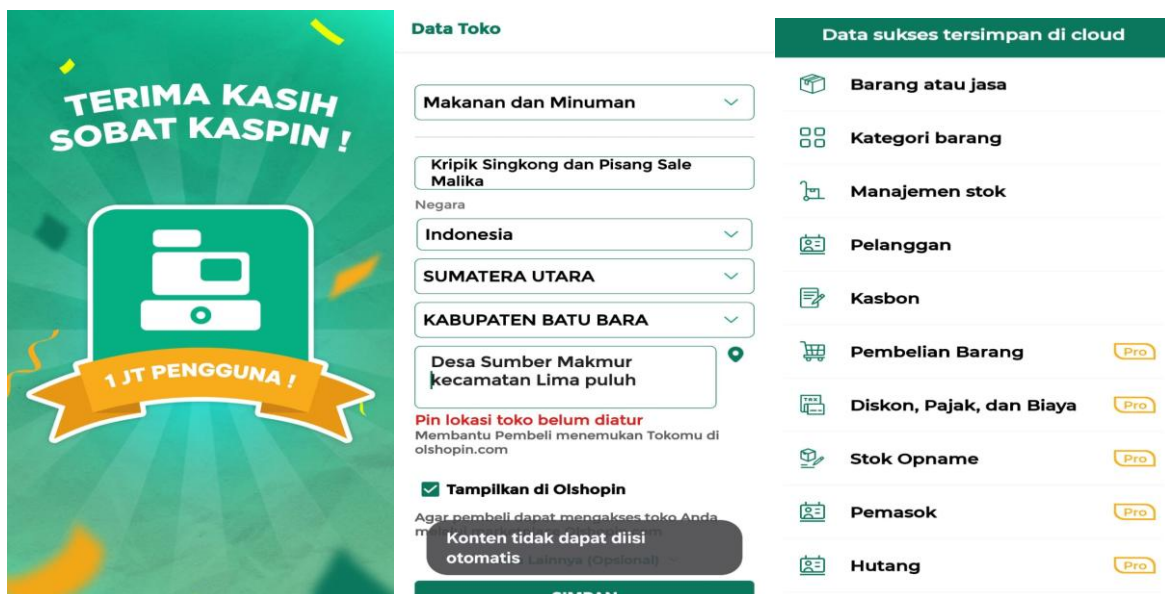 TERIMA KASIH
SOBAT KASPIN !
1 JT PENGGUNA !
Data Toko
Makanan dan Minuman
Kripik Singkong dan Pisang Sale
Malika
Negara
Indonesia
SUMATERA UTARA
KABUPATEN BATU BARA
Desa Sumber Makmur
kecamatan Lima puluh
Pin lokasi toko belum diatur
Membantu Pembeli menemukan Tokomu di
olshopin.com
Tampilkan di Olshopin
Agar pembeli dapat mengakses toko Anda
Konten tidak dapat diisi
otomatis
Lainnya (Opsional)
SIMPAN
Data sukses tersimpan di cloud
Barang atau jasa
Kategori barang
Manajemen stok
Pelanggan
Kasbon
Pembelian Barang Pro
Diskon, Pajak, dan Biaya Pro
Stok Opname Pro
Pemasok Pro
Hutang Pro